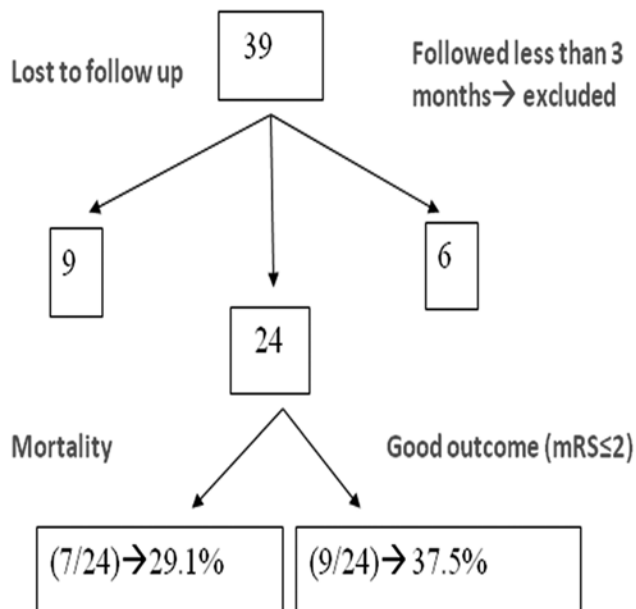 39
Lost to follow up
Followed less than 3
months→ excluded
9
6
24
Mortality
Good outcome (mRS≤2)
(7/24)→29.1%
(9/24)→37.5%